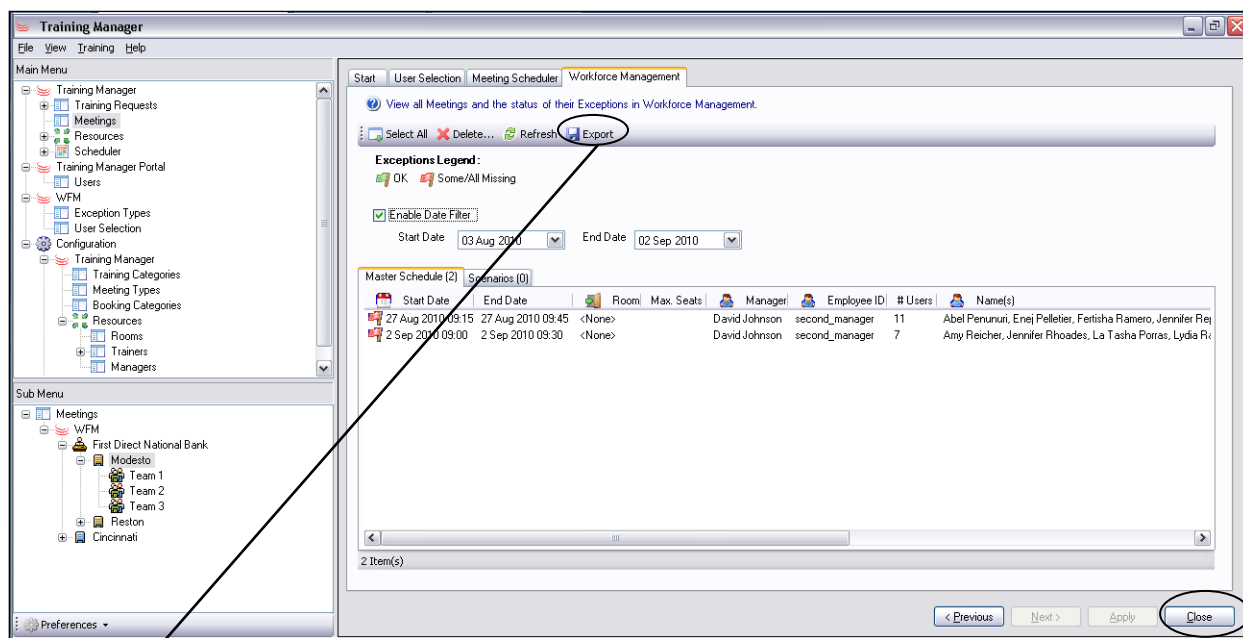 Training Manager
File View Training Help
Main Menu
Training Manager
Training Requests
Meetings
Resources
Scheduler
Training Manager Portal
Users
WFM
Exception Types
User Selection
Configuration
Training Manager
Training Categories
Meeting Types
Booking Categories
Resources
Rooms
Trainers
Managers
Sub Menu
Meetings
WFM
First Direct National Bank
Modesto
Team 1
Team 2
Team 3
Reston
Cincinnati
Preferences
Start User Selection Meeting Scheduler Workforce Management
View all Meetings and the status of their Exceptions in Workforce Management.
Select All Delete... Refresh Export
Exceptions Legend:
OK Some/All Missing
Enable Date Filter
Start Date 03 Aug 2010 End Date 02 Sep 2010
Master Schedule (2) Scenarios (0)
Start Date End Date Room Max. Seats Manager Employee ID # Users Name(s)
27 Aug 2010 09:15 27 Aug 2010 09:45 <None> David Johnson second_manager 11 Abel Penunuri, Enej Pelletier, Fertisha Ramero, Jennifer
2 Sep 2010 09:00 2 Sep 2010 09:30 <None> David Johnson second_manager 7 Amy Reicher, Jennifer Rhoades, La Tasha Porras, Lydia
2 Item(s)
< Previous Next > Apply Close